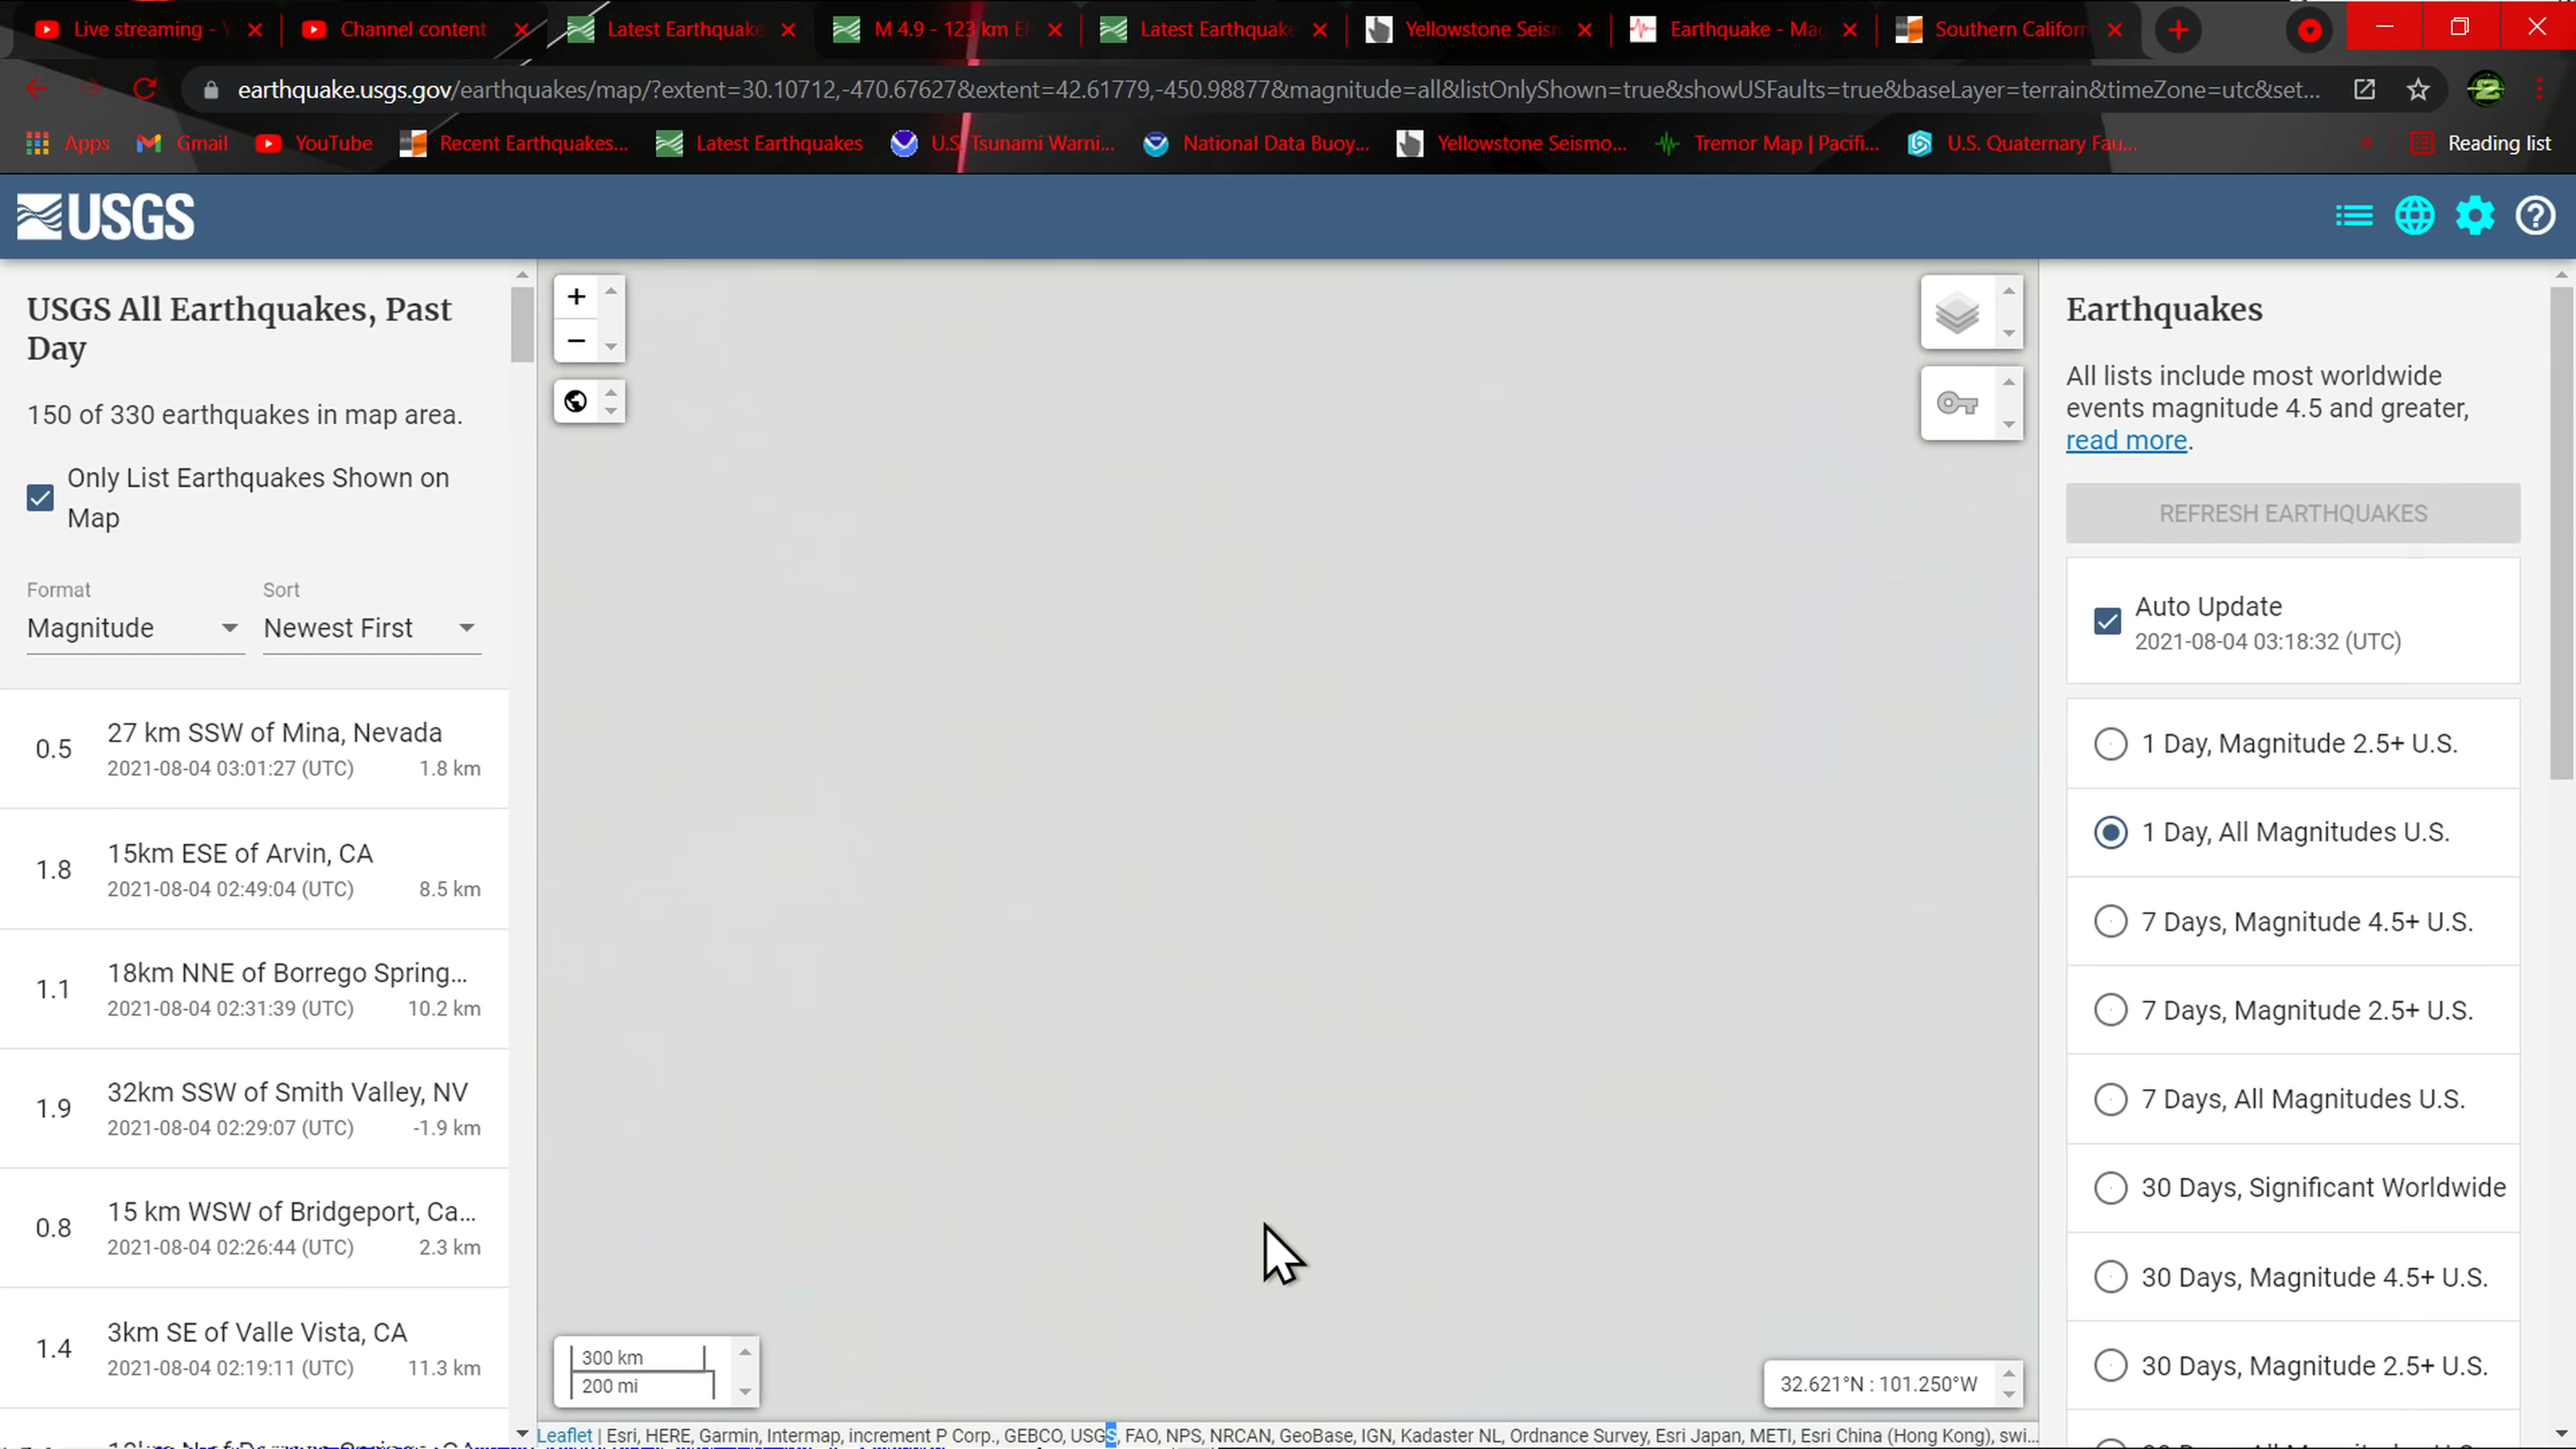 Live streaming - Y
Channel content
Latest Earthquake
M 4.9 - 123 km E
Latest Earthquake
Yellowstone Seism
Earthquake - Mag
Southern Californ
earthquake.usgs.gov/earthquakes/map/?extent=30.10712,-470.67627&extent=42.61779,-450.98877&magnitude=all&listOnlyShown=true&showUSFaults=true&baseLayer=terrain&timeZone=utc&set...
Apps
Gmail
YouTube
Recent Earthquakes...
Latest Earthquakes
U.S. Tsunami Warni...
National Data Buoy...
Yellowstone Seismo...
Tremor Map | Pacifi...
U.S. Quaternary Fau...
Reading list
USGS
USGS All Earthquakes, Past
Day
150 of 330 earthquakes in map area.
Only List Earthquakes Shown on
Map
Format
Sort
Magnitude
Newest First
0.5
27 km SSW of Mina, Nevada
2021-08-04 03:01:27 (UTC)
1.8 km
1.8
15km ESE of Arvin, CA
2021-08-04 02:49:04 (UTC)
8.5 km
1.1
18km NNE of Borrego Spring...
2021-08-04 02:31:39 (UTC)
10.2 km
1.9
32km SSW of Smith Valley, NV
2021-08-04 02:29:07 (UTC)
-1.9 km
0.8
15 km WSW of Bridgeport, Ca...
2021-08-04 02:26:44 (UTC)
2.3 km
1.4
3km SE of Valle Vista, CA
2021-08-04 02:19:11 (UTC)
11.3 km
+
−
300 km
200 mi
32.621°N : 101.250°W
Leaflet | Esri, HERE, Garmin, Intermap, increment P Corp., GEBCO, USGS, FAO, NPS, NRCAN, GeoBase, IGN, Kadaster NL, Ordnance Survey, Esri Japan, METI, Esri China (Hong Kong), swi...
Earthquakes
All lists include most worldwide
events magnitude 4.5 and greater,
read more.
REFRESH EARTHQUAKES
Auto Update
2021-08-04 03:18:32 (UTC)
1 Day, Magnitude 2.5+ U.S.
1 Day, All Magnitudes U.S.
7 Days, Magnitude 4.5+ U.S.
7 Days, Magnitude 2.5+ U.S.
7 Days, All Magnitudes U.S.
30 Days, Significant Worldwide
30 Days, Magnitude 4.5+ U.S.
30 Days, Magnitude 2.5+ U.S.